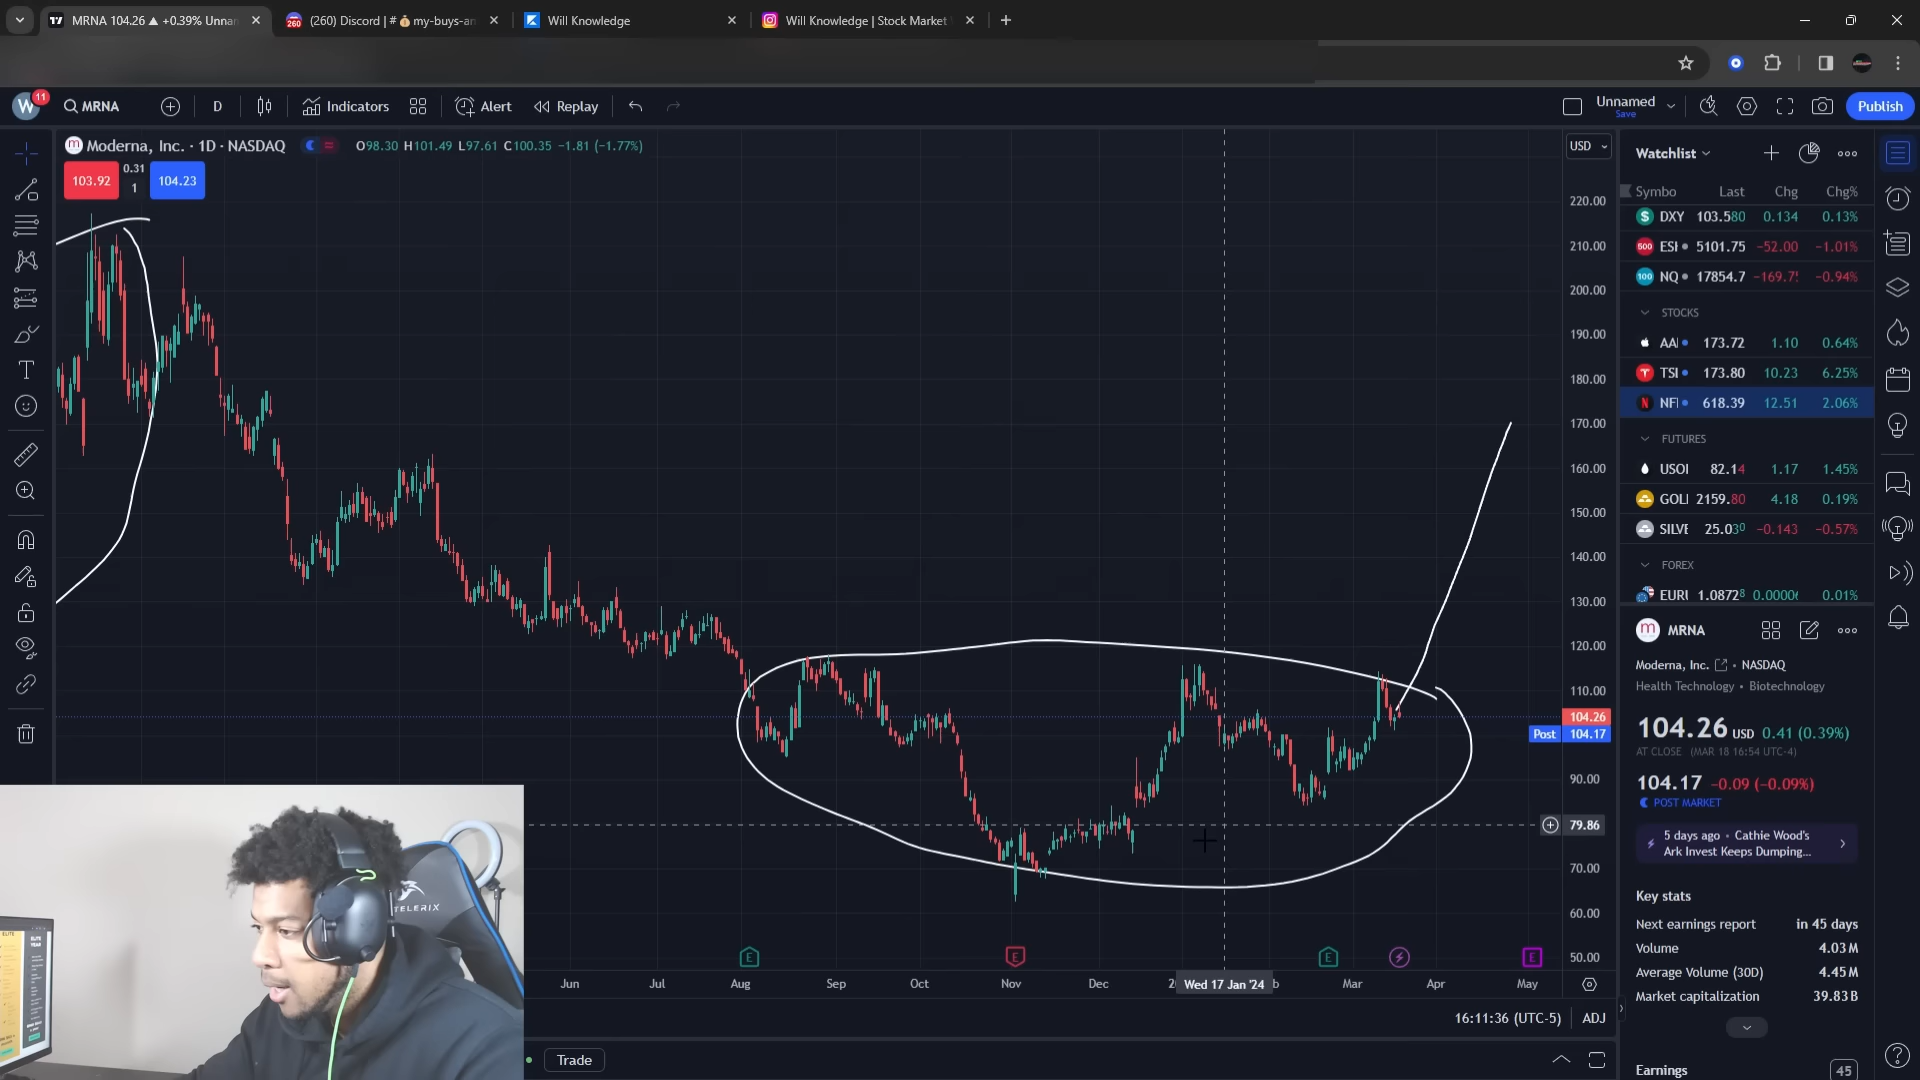 MRNA 104.26 ▲ +0.39% Unnar
(260) Discord | # 💰my-buys-an
Will Knowledge
Will Knowledge | Stock Market
W 11
MRNA
D
Indicators
Alert
Replay
Unnamed
Save
Publish
Moderna, Inc. · 1D · NASDAQ
O98.30 H101.49 L97.61 C100.35 −1.81 (−1.77%)
103.92
0.31
1
104.23
USD
220.00
210.00
200.00
190.00
180.00
170.00
160.00
150.00
140.00
130.00
120.00
110.00
104.26
Post 104.17
90.00
79.86
70.00
60.00
50.00
Jun
Jul
Aug
Sep
Oct
Nov
Dec
Wed 17 Jan '24
Mar
Apr
May
16:11:36 (UTC-5)
ADJ
Trade
Watchlist
Symbo Last Chg Chg%
DXY 103.580 0.134 0.13%
ES 5101.75 −52.00 −1.01%
NQ 17854.7 −169.7 −0.94%
STOCKS
AA 173.72 1.10 0.64%
TS 173.80 10.23 6.25%
NF 618.39 12.51 2.06%
FUTURES
USOI 82.14 1.17 1.45%
GOLI 2159.80 4.18 0.19%
SILVE 25.030 −0.143 −0.57%
FOREX
EURI 1.08728 0.00006 0.01%
MRNA
Moderna, Inc. • NASDAQ
Health Technology • Biotechnology
104.26 USD 0.41 (0.39%)
AT CLOSE (MAR 18 16:54 UTC-4)
104.17 −0.09 (−0.09%)
POST MARKET
5 days ago • Cathie Wood's
Ark Invest Keeps Dumping...
Key stats
Next earnings report in 45 days
Volume 4.03M
Average Volume (30D) 4.45M
Market capitalization 39.83B
Earnings 45
TELERIX